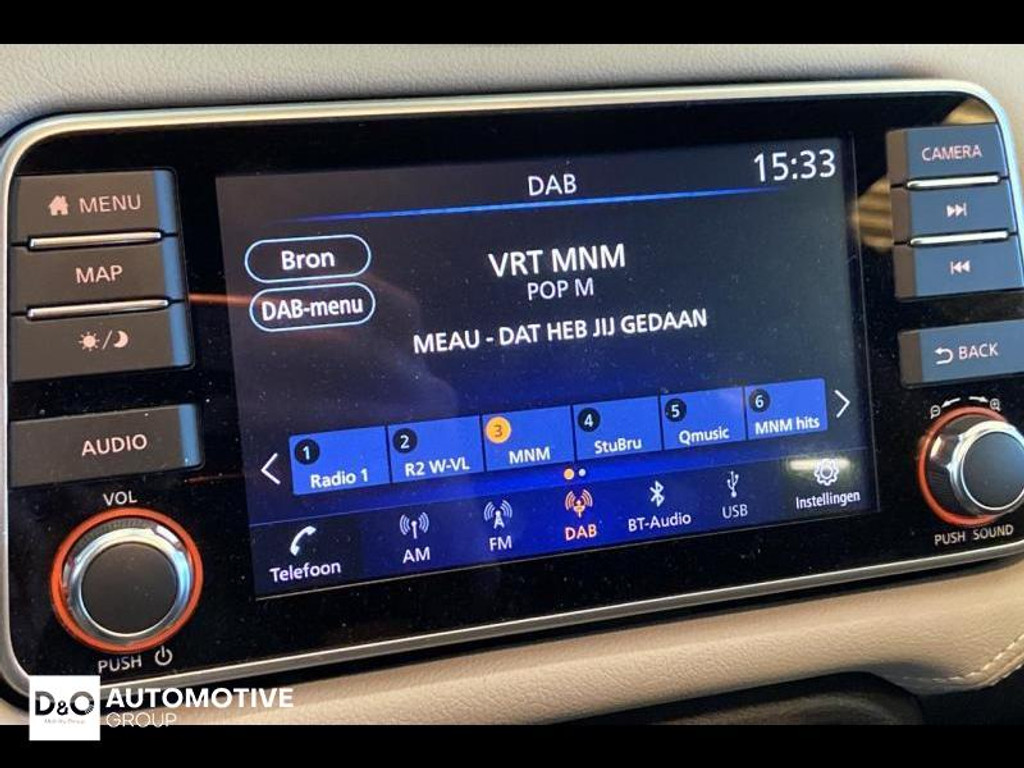 MENU
MAP
AUDIO
VOL
PUSH
DAB
15:33
Bron
DAB-menu
VRT MNM
POP M
MEAU - DAT HEB JIJ GEDAAN
1 Radio 1
2 R2 W-VL
3 MNM
4 StuBru
5 Qmusic
6 MNM hits
Telefoon
AM
FM
DAB
BT-Audio
USB
Instellingen
CAMERA
BACK
PUSH SOUND
D&O
AUTOMOTIVE
GROUP